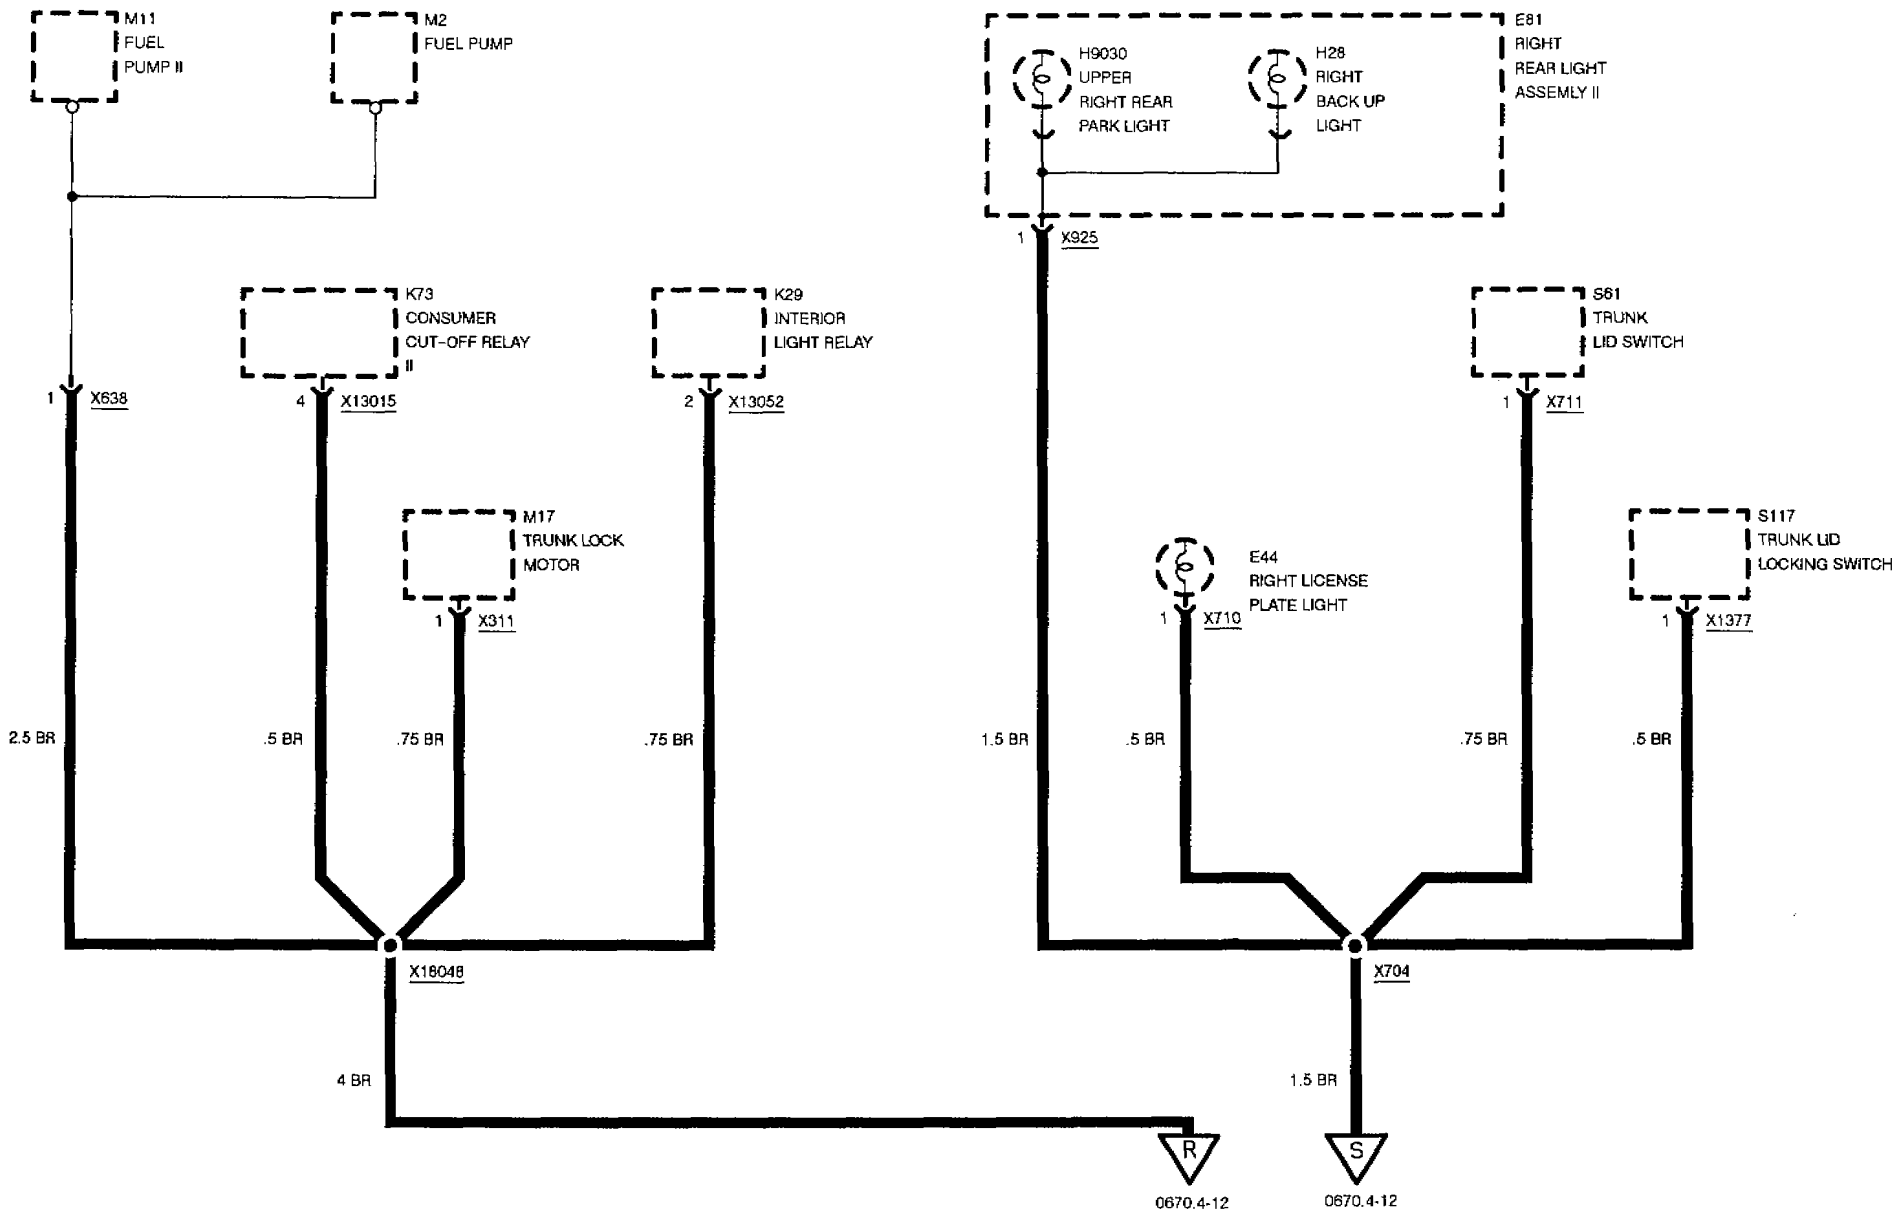 M11
FUEL
PUMP II
M2
FUEL PUMP
H9030
UPPER
RIGHT REAR
PARK LIGHT
H28
RIGHT
BACK UP
LIGHT
E81
RIGHT
REAR LIGHT
ASSEMLY II
1 X925
K73
CONSUMER
CUT-OFF RELAY
II
K29
INTERIOR
LIGHT RELAY
S61
TRUNK
LID SWITCH
1 X638
4 X13015
2 X13052
1 X711
M17
TRUNK LOCK
MOTOR
1 X311
E44
RIGHT LICENSE
PLATE LIGHT
1 X710
S117
TRUNK LID
LOCKING SWITCH
1 X1377
2.5 BR
.5 BR
.75 BR
.75 BR
1.5 BR
.5 BR
.75 BR
.5 BR
X18048
X704
4 BR
1.5 BR
R
S
0670.4-12
0670.4-12